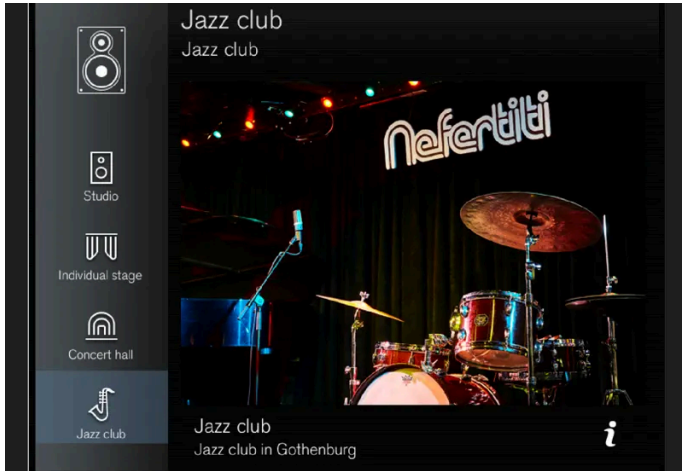 Jazz club
Jazz club
Nefertiti
Studio
Individual stage
Concert hall
Jazz club
Jazz club
Jazz club in Gothenburg
i